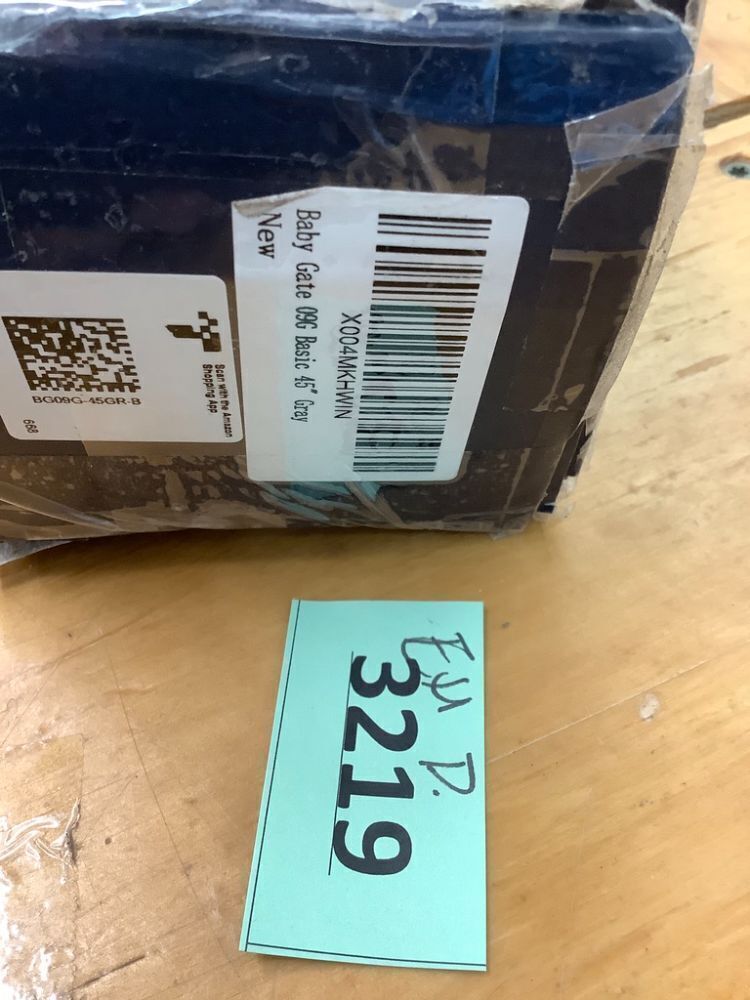 X004MKHWIN
Baby Gate 09G Basic 45" Gray
New
Scan with the Amazon
Shopping App
BG09G-45GR-B
668
3219